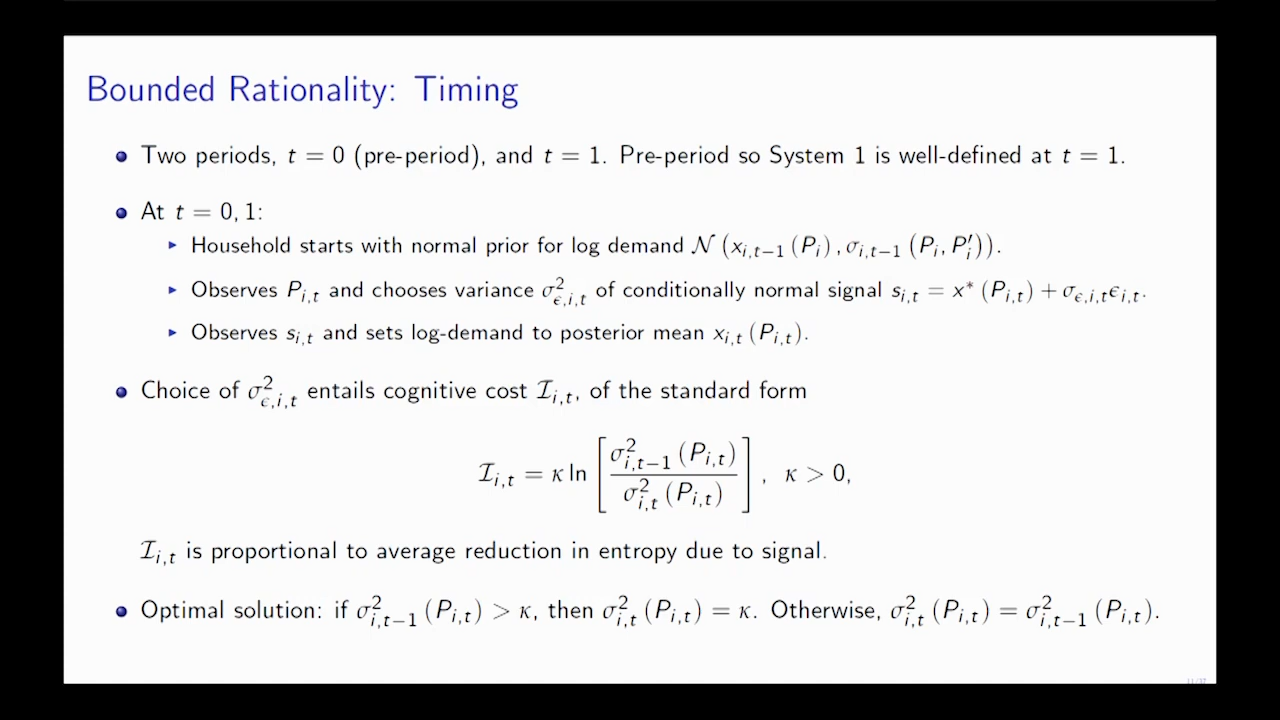 Bounded Rationality: Timing
• Two periods, t = 0 (pre-period), and t = 1. Pre-period so System 1 is well-defined at t = 1.
• At t = 0, 1:
▸ Household starts with normal prior for log demand 𝒩 (x_{i,t−1} (P_i) , σ_{i,t−1} (P_i, P′_i)).
▸ Observes P_{i,t} and chooses variance σ²_{ϵ,i,t} of conditionally normal signal s_{i,t} = x* (P_{i,t}) + σ_{ϵ,i,t}ϵ_{i,t}.
▸ Observes s_{i,t} and sets log-demand to posterior mean x_{i,t} (P_{i,t}).
• Choice of σ²_{ϵ,i,t} entails cognitive cost ℐ_{i,t}, of the standard form
ℐ_{i,t} = κ ln [ σ²_{i,t−1} (P_{i,t}) / σ²_{i,t} (P_{i,t}) ] , κ > 0,
ℐ_{i,t} is proportional to average reduction in entropy due to signal.
• Optimal solution: if σ²_{i,t−1} (P_{i,t}) > κ, then σ²_{i,t} (P_{i,t}) = κ. Otherwise, σ²_{i,t} (P_{i,t}) = σ²_{i,t−1} (P_{i,t}).